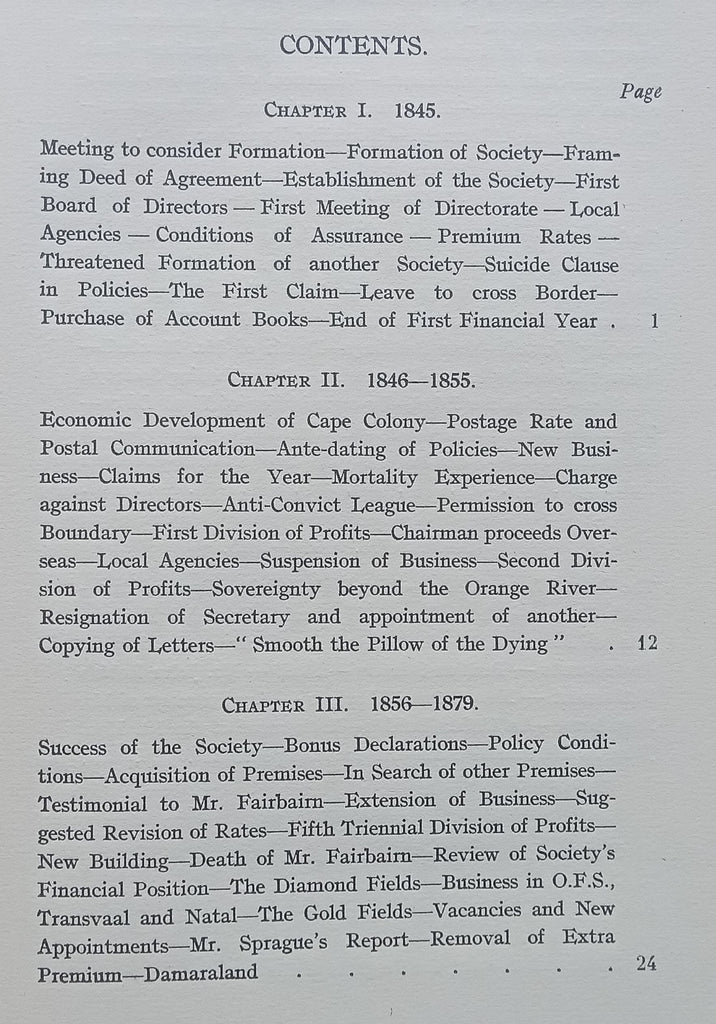 CONTENTS.
Page
CHAPTER I. 1845.
Meeting to consider Formation—Formation of Society—Fram-
ing Deed of Agreement—Establishment of the Society—First
Board of Directors — First Meeting of Directorate — Local
Agencies — Conditions of Assurance — Premium Rates —
Threatened Formation of another Society—Suicide Clause
in Policies—The First Claim—Leave to cross Border—
Purchase of Account Books—End of First Financial Year . 1
CHAPTER II. 1846—1855.
Economic Development of Cape Colony—Postage Rate and
Postal Communication—Ante-dating of Policies—New Busi-
ness—Claims for the Year—Mortality Experience—Charge
against Directors—Anti-Convict League—Permission to cross
Boundary—First Division of Profits—Chairman proceeds Over-
seas—Local Agencies—Suspension of Business—Second Divi-
sion of Profits—Sovereignty beyond the Orange River—
Resignation of Secretary and appointment of another—
Copying of Letters—“ Smooth the Pillow of the Dying ” . 12
CHAPTER III. 1856—1879.
Success of the Society—Bonus Declarations—Policy Condi-
tions—Acquisition of Premises—In Search of other Premises—
Testimonial to Mr. Fairbairn—Extension of Business—Sug-
gested Revision of Rates—Fifth Triennial Division of Profits—
New Building—Death of Mr. Fairbairn—Review of Society’s
Financial Position—The Diamond Fields—Business in O.F.S.,
Transvaal and Natal—The Gold Fields—Vacancies and New
Appointments—Mr. Sprague’s Report—Removal of Extra
Premium—Damaraland . . . . . . . 24